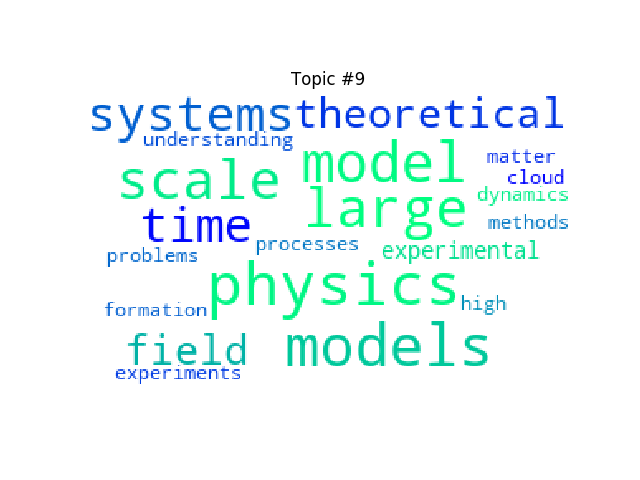 Topic #9
systems theoretical
understanding
model
matter
scale
cloud
large
dynamics
time
methods
processes
experimental
problems
physics
formation
high
field
models
experiments